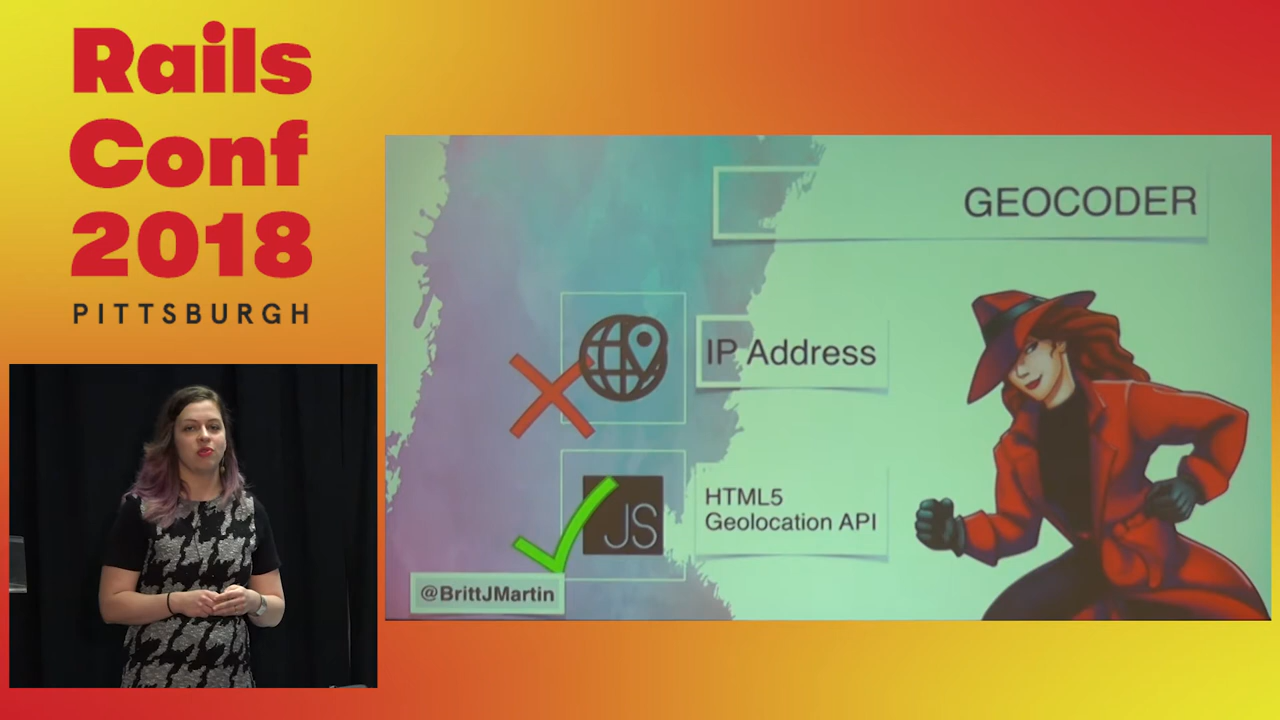 Rails
Conf
2018
PITTSBURGH
GEOCODER
IP Address
JS
HTML5
Geolocation API
@BrittJMartin